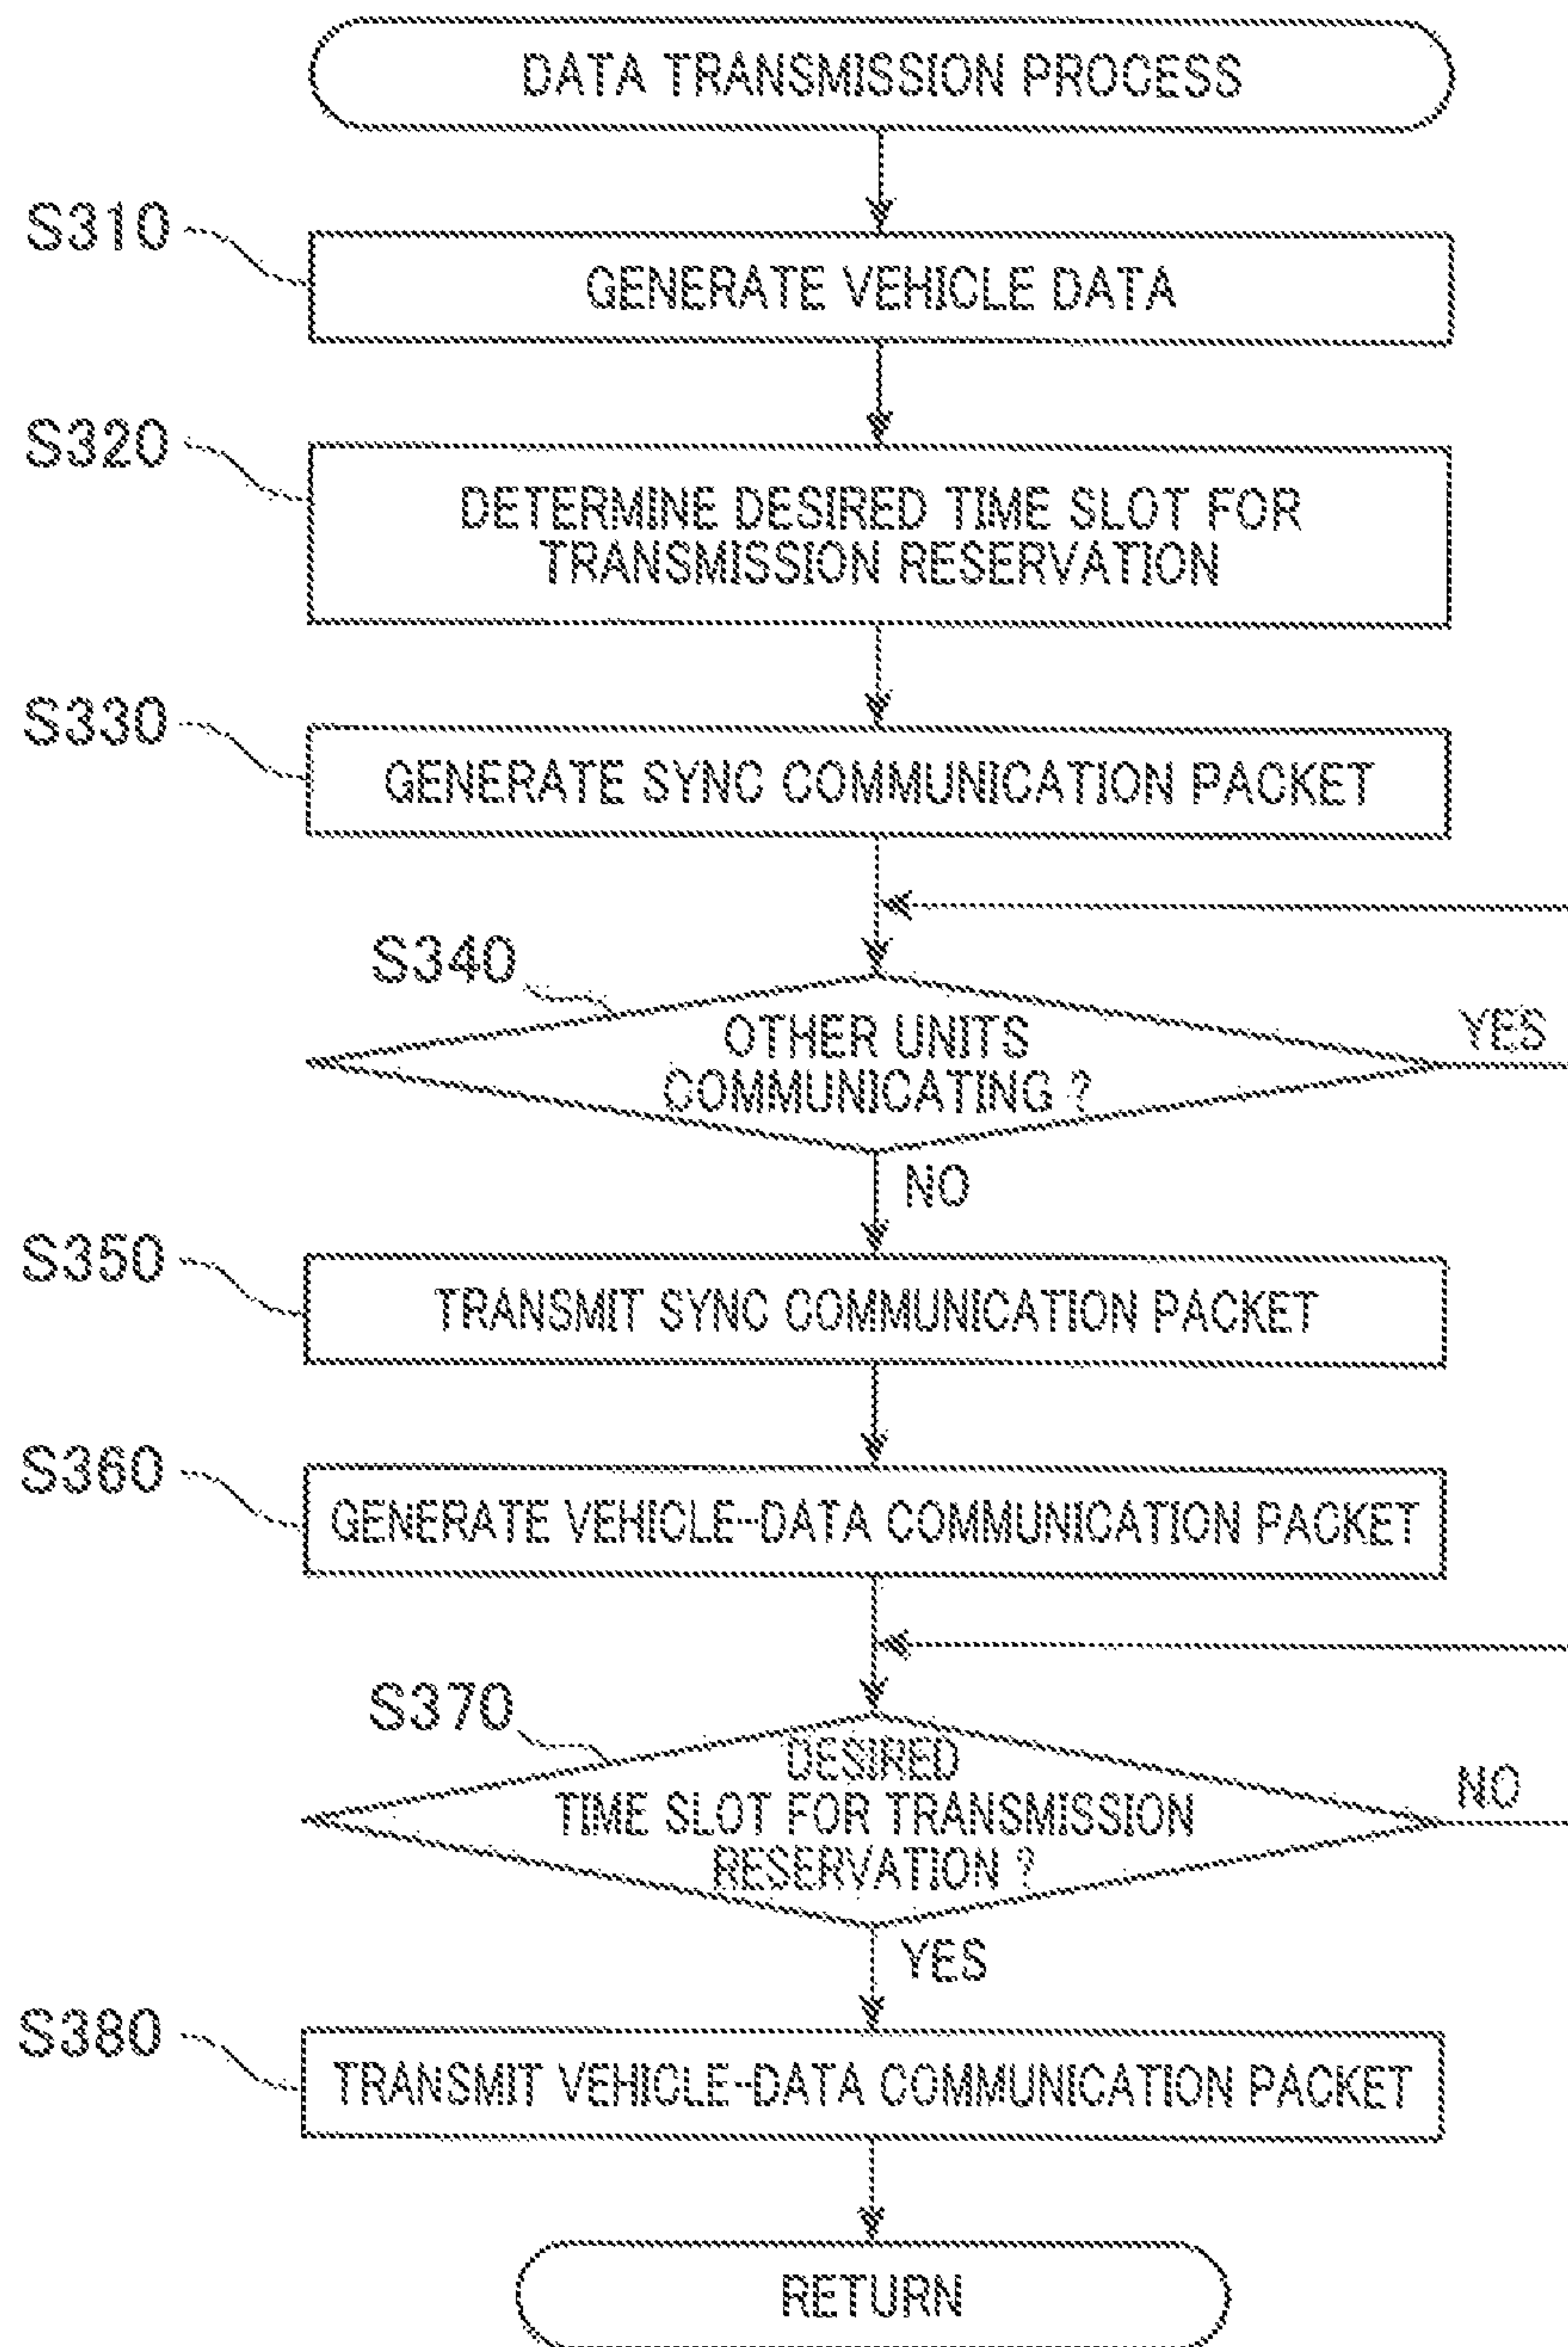 DATA TRANSMISSION PROCESS
S310
GENERATE VEHICLE DATA
S320
DETERMINE DESIRED TIME SLOT FOR
TRANSMISSION RESERVATION
S330
GENERATE SYNC COMMUNICATION PACKET
S340
OTHER UNITS
COMMUNICATING ?
YES
NO
S350
TRANSMIT SYNC COMMUNICATION PACKET
S360
GENERATE VEHICLE-DATA COMMUNICATION PACKET
S370
DESIRED
TIME SLOT FOR TRANSMISSION
RESERVATION ?
NO
YES
S380
TRANSMIT VEHICLE-DATA COMMUNICATION PACKET
RETURN